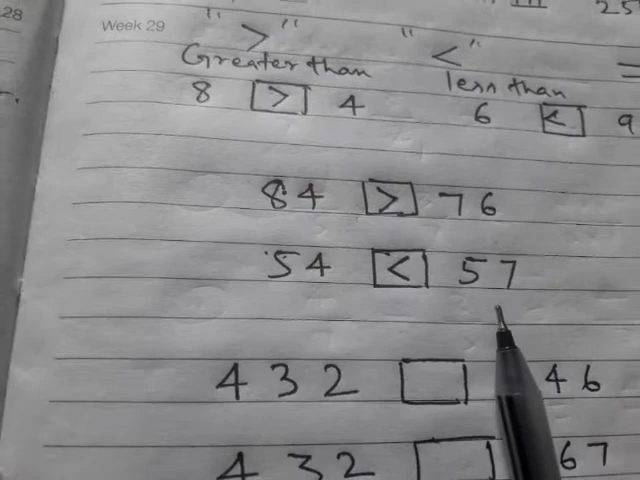 28 Week 29 25
">" "<" =
Greater than less than
8 > 4 6 < 9
84 > 76
54 < 57
432 46
432 67